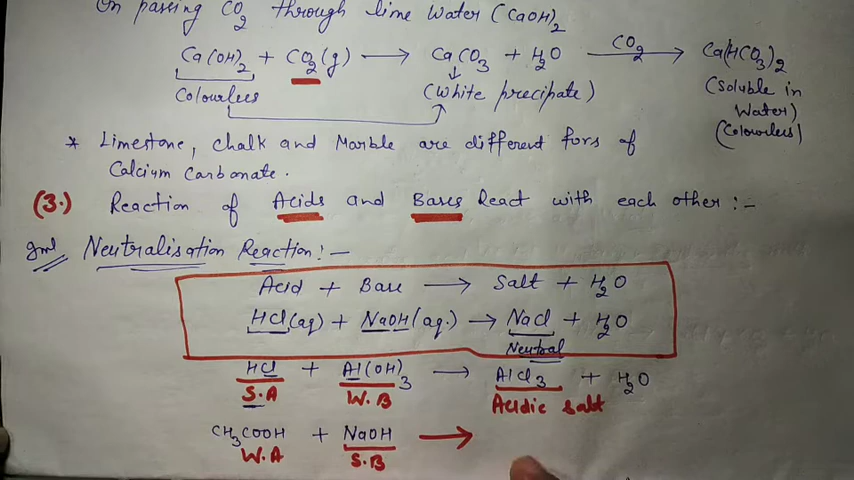 On passing CO2 through lime water (CaOH)2
Ca(OH)2 + CO2(g) → CaCO3 + H2O —CO2→ Ca(HCO3)2
Colourless (White precipate) (Soluble in
Water)
(Colourless)
* Limestone, chalk and Marble are different fors of
Calcium Carbonate.
(3.) Reaction of Acids and Bases React with each other :-
Iml Neutralisation Reaction :-
Acid + Base → Salt + H2O
HCl(aq) + NaOH(aq.) → NaCl + H2O
Neutral
HCl + Al(OH)3 → AlCl3 + H2O
S.A W.B Acidic salt
CH3COOH + NaOH →
W.A S.B